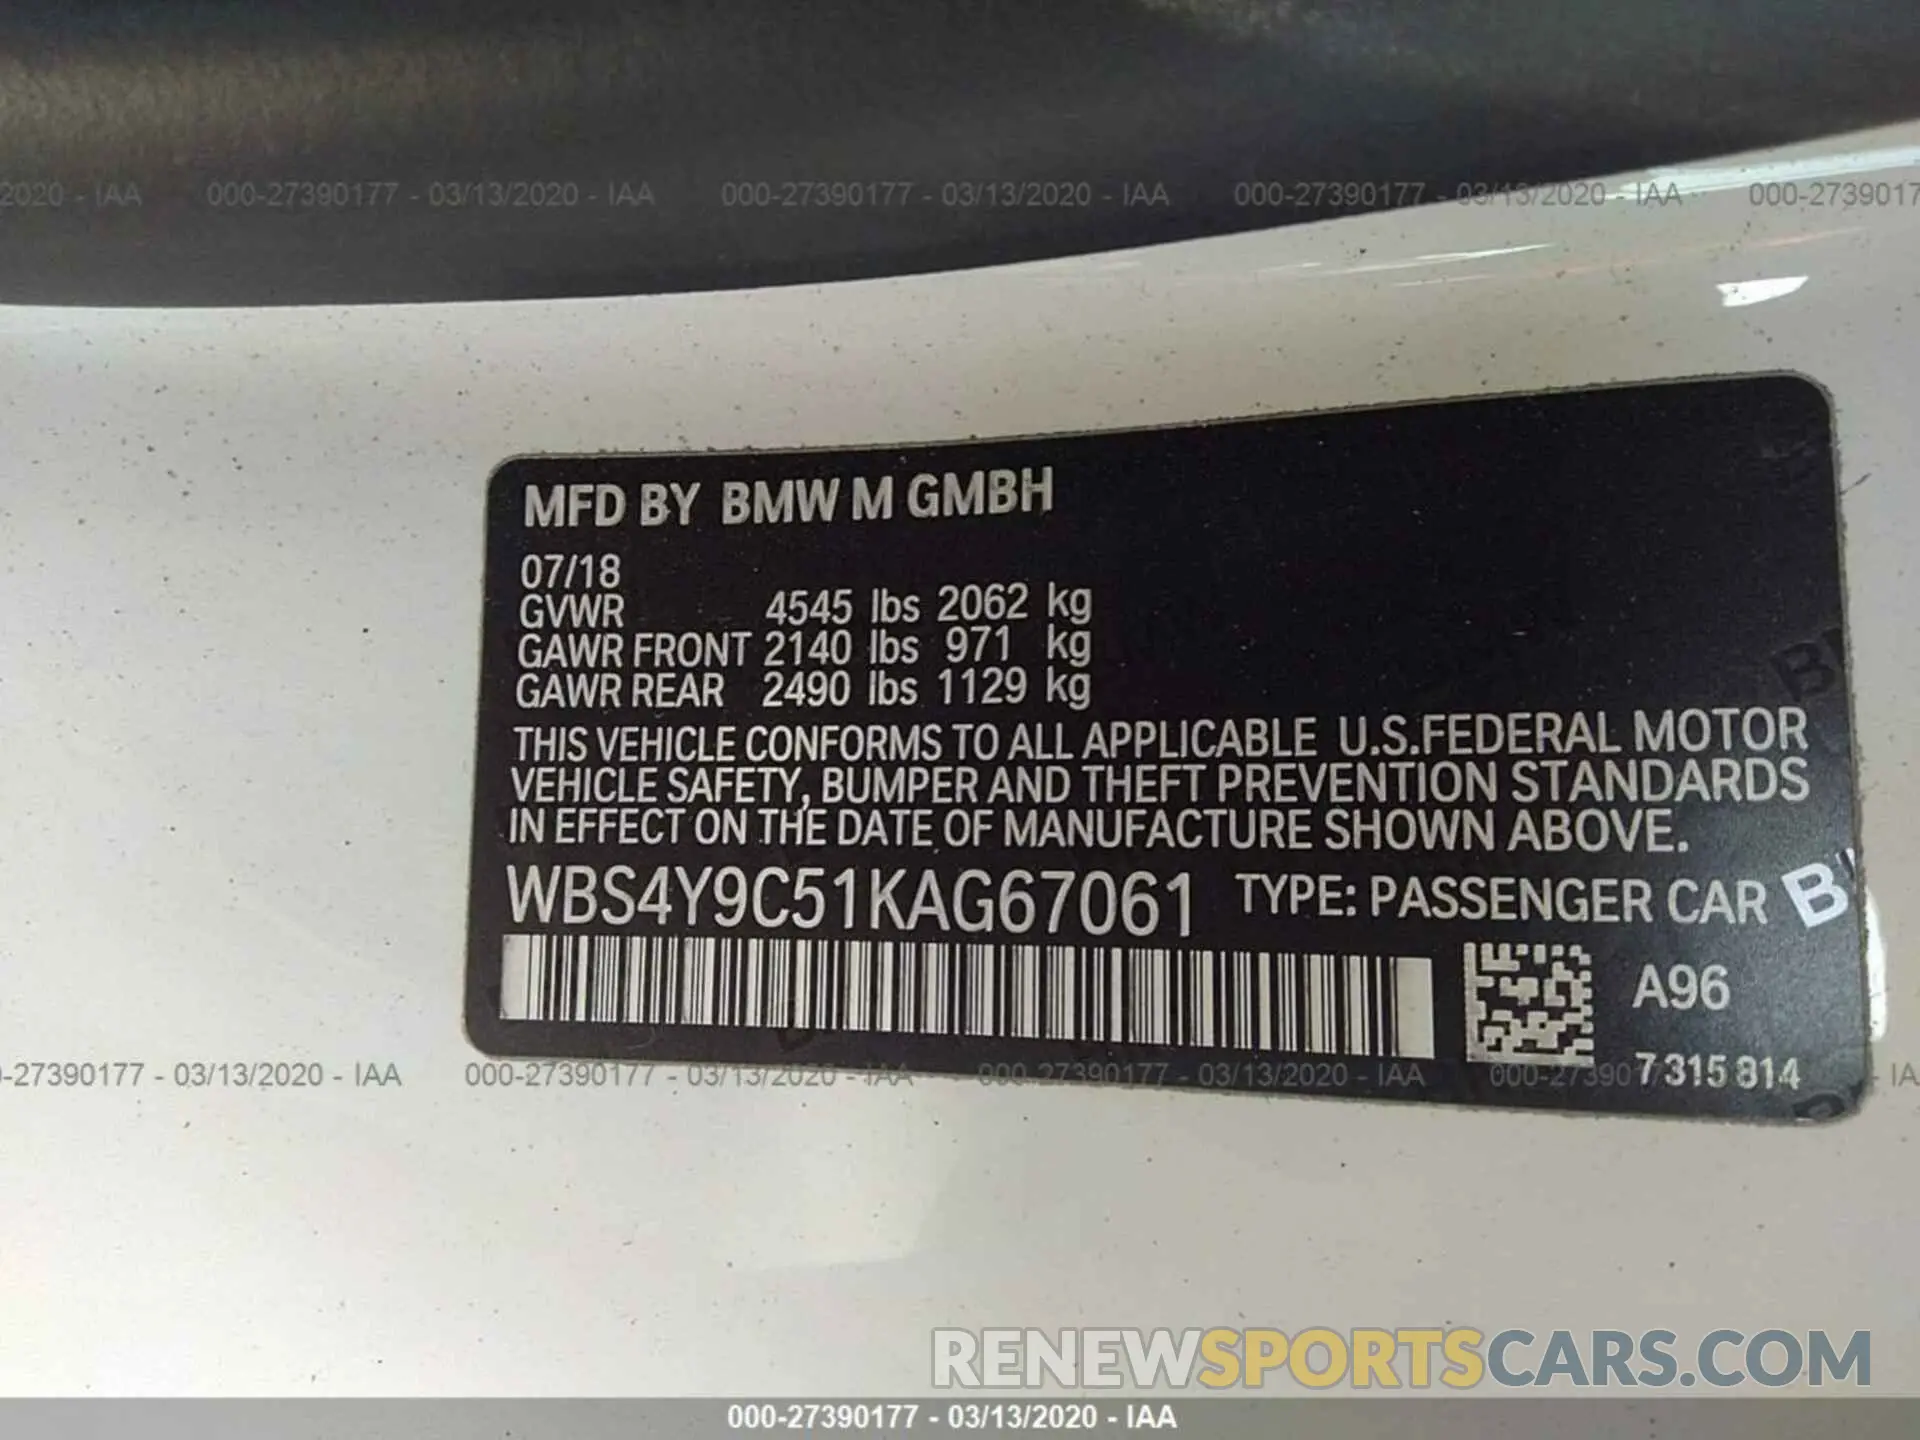 2020 - IAA 000-27390177 - 03/13/2020 - IAA 000-27390177 - 03/13/2020 - IAA 000-27390177 - 03/13/2020 - IAA 000-2739017
MFD BY BMW M GMBH
07/18
GVWR 4545 lbs 2062 kg
GAWR FRONT 2140 lbs 971 kg
GAWR REAR 2490 lbs 1129 kg
THIS VEHICLE CONFORMS TO ALL APPLICABLE U.S.FEDERAL MOTOR
VEHICLE SAFETY, BUMPER AND THEFT PREVENTION STANDARDS
IN EFFECT ON THE DATE OF MANUFACTURE SHOWN ABOVE.
WBS4Y9C51KAG67061 TYPE: PASSENGER CAR
A96
7 315 814
-27390177 - 03/13/2020 - IAA 000-27390177 - 03/13/2020 - IAA 000-27390177 - 03/13/2020 - IAA 000-27390 IA
RENEWSPORTSCARS.COM
000-27390177 - 03/13/2020 - IAA